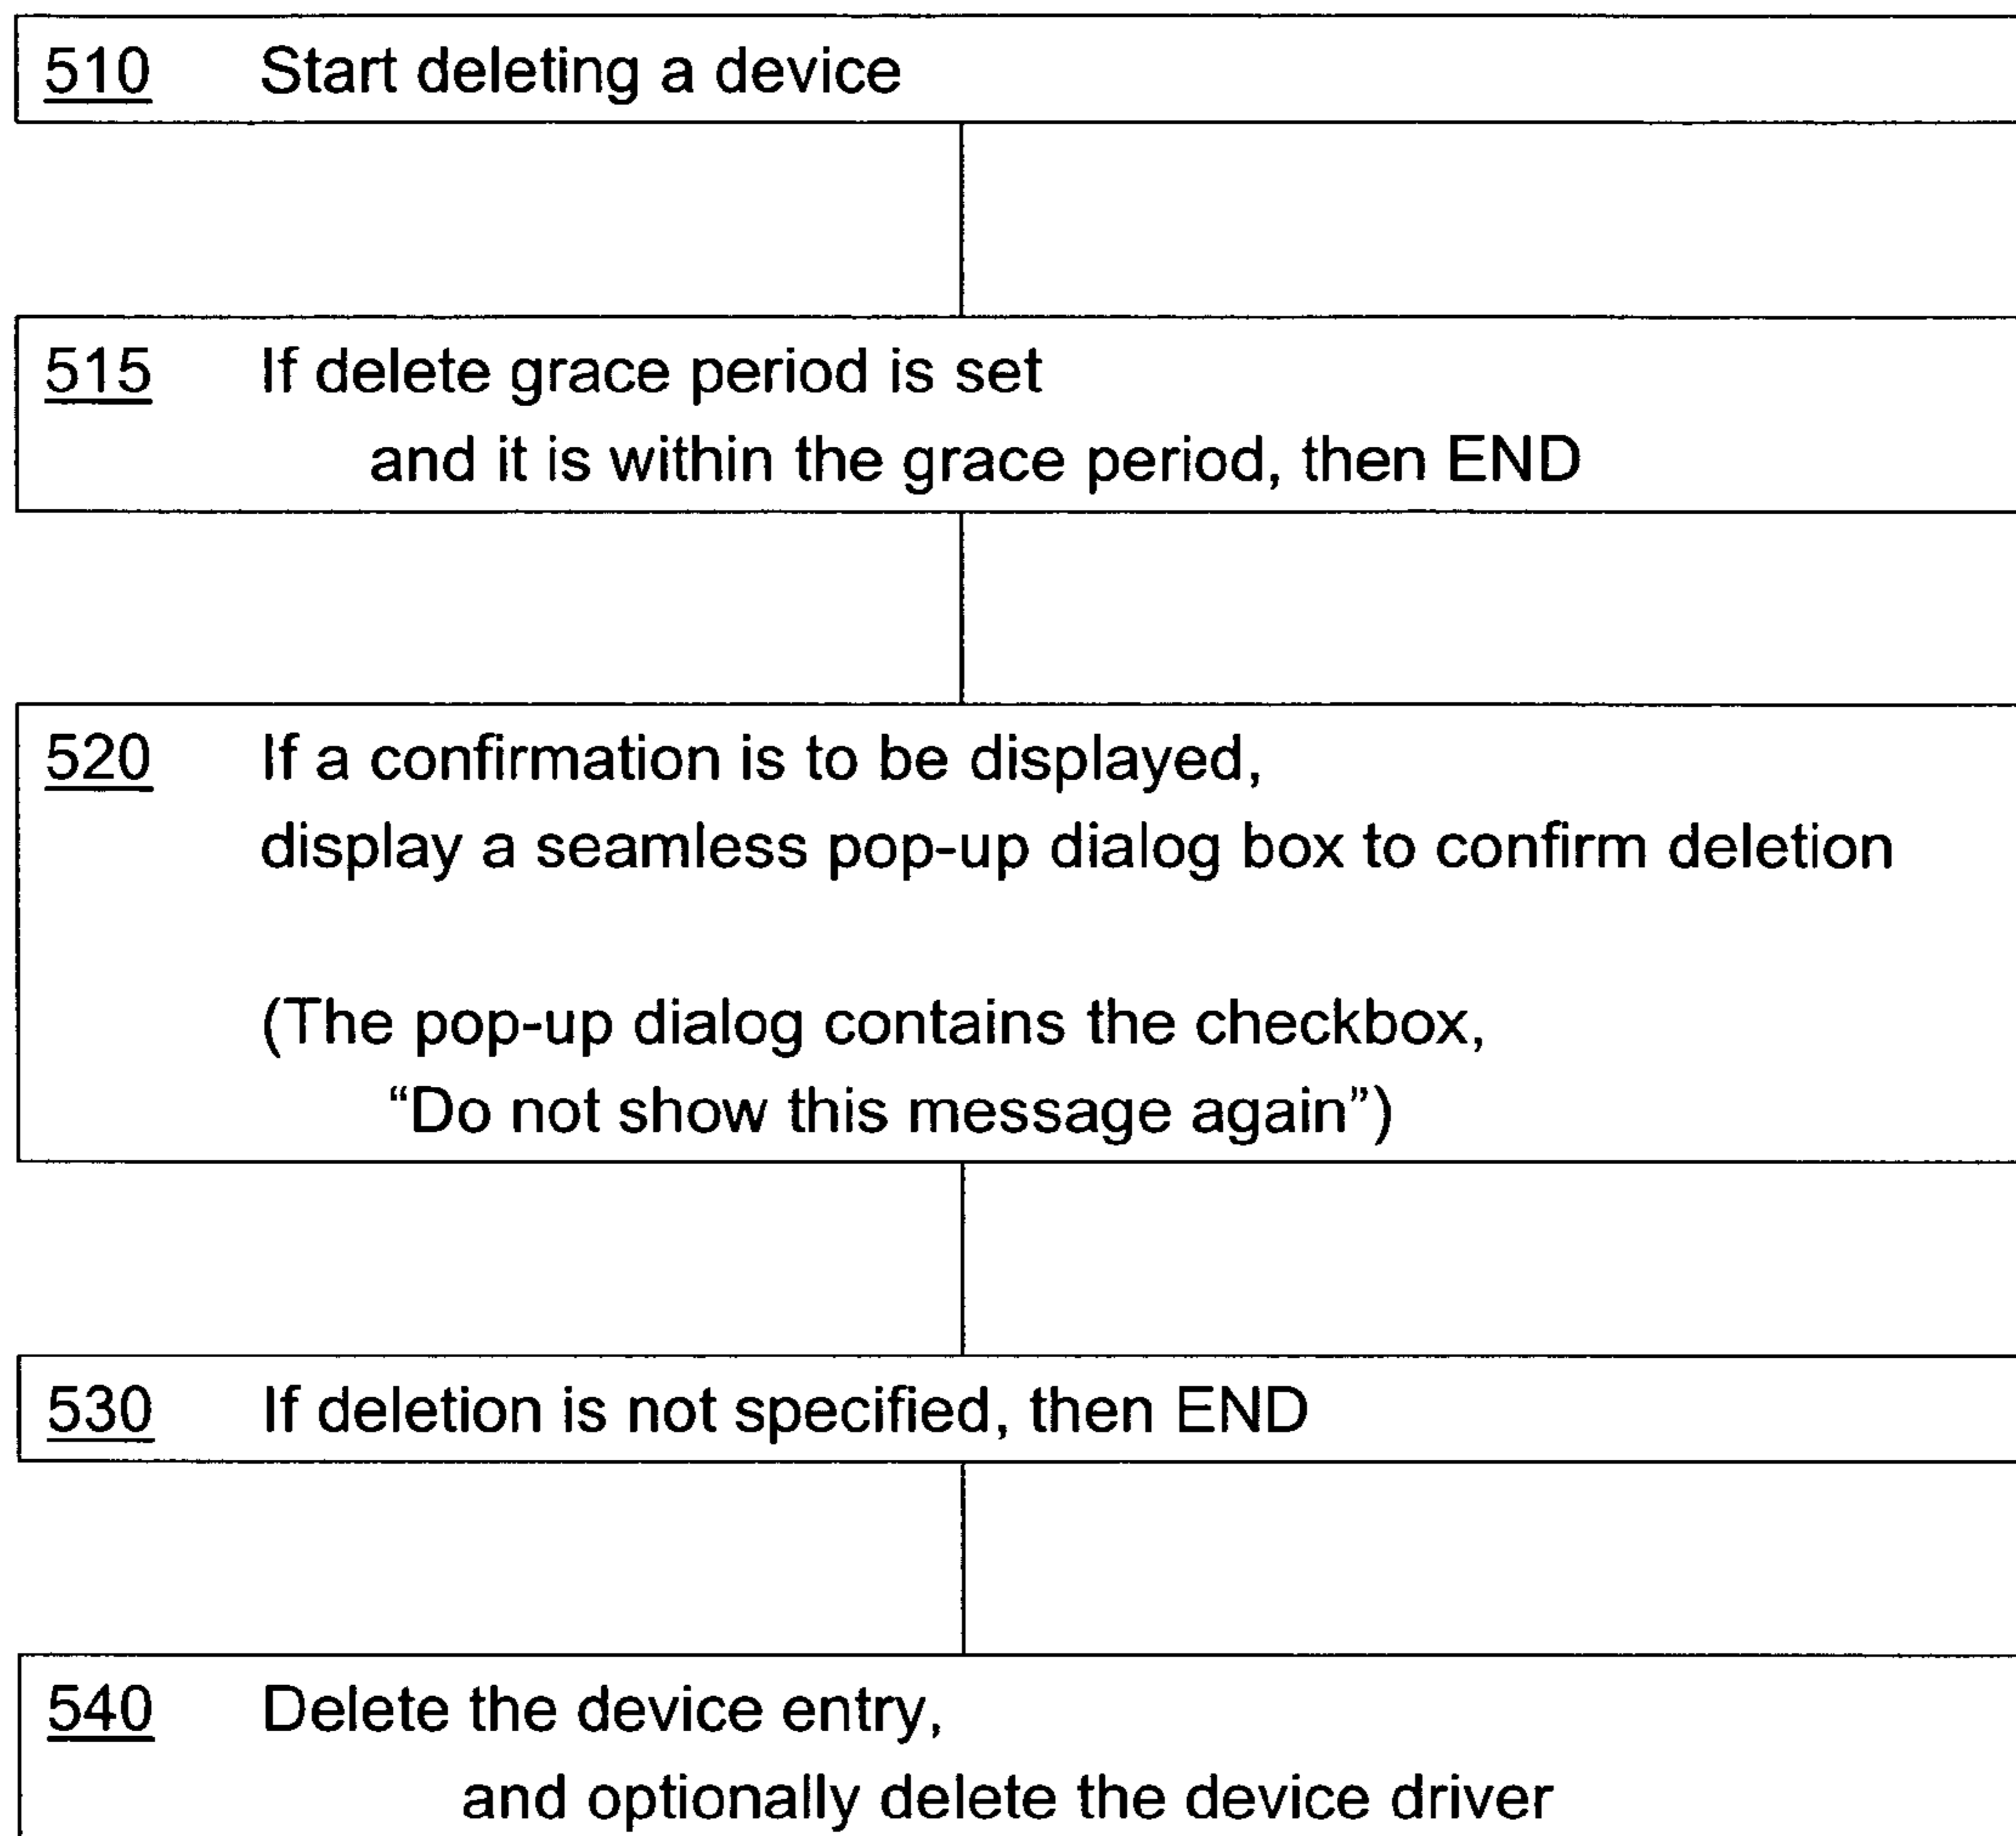 510 Start deleting a device
515 If delete grace period is set
and it is within the grace period, then END
520 If a confirmation is to be displayed,
display a seamless pop-up dialog box to confirm deletion
(The pop-up dialog contains the checkbox,
“Do not show this message again”)
530 If deletion is not specified, then END
540 Delete the device entry,
and optionally delete the device driver